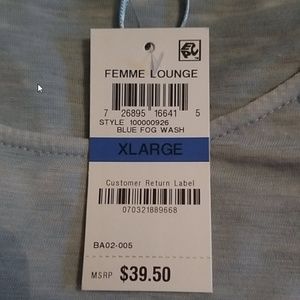 FEMME LOUNGE
7 26895 16641 5
STYLE 100000926
BLUE FOG WASH
XLARGE
Customer Return Label
070321889668
BA02-005
MSRP $39.50